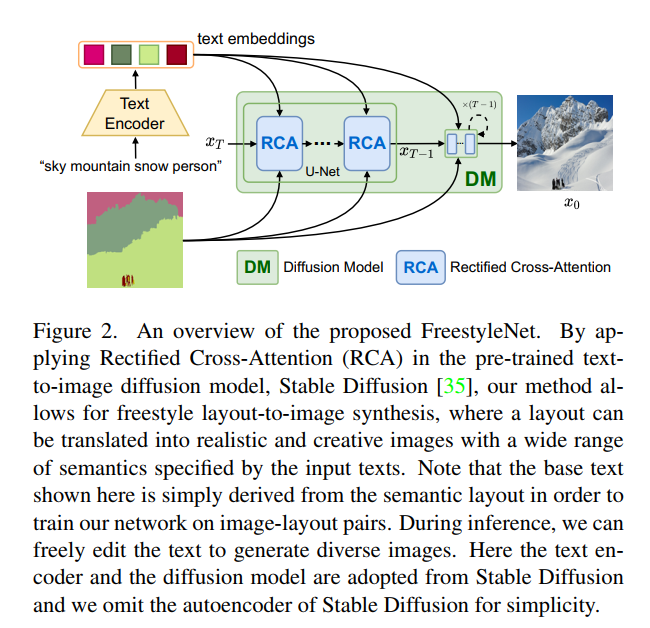 text embeddings
Text
Encoder
"sky mountain snow person"
x_T
RCA
RCA
U-Net
x_{T-1}
×(T − 1)
DM
x_0
DM Diffusion Model
RCA Rectified Cross-Attention
Figure 2. An overview of the proposed FreestyleNet. By ap-
plying Rectified Cross-Attention (RCA) in the pre-trained text-
to-image diffusion model, Stable Diffusion [35], our method al-
lows for freestyle layout-to-image synthesis, where a layout can
be translated into realistic and creative images with a wide range
of semantics specified by the input texts. Note that the base text
shown here is simply derived from the semantic layout in order to
train our network on image-layout pairs. During inference, we can
freely edit the text to generate diverse images. Here the text en-
coder and the diffusion model are adopted from Stable Diffusion
and we omit the autoencoder of Stable Diffusion for simplicity.